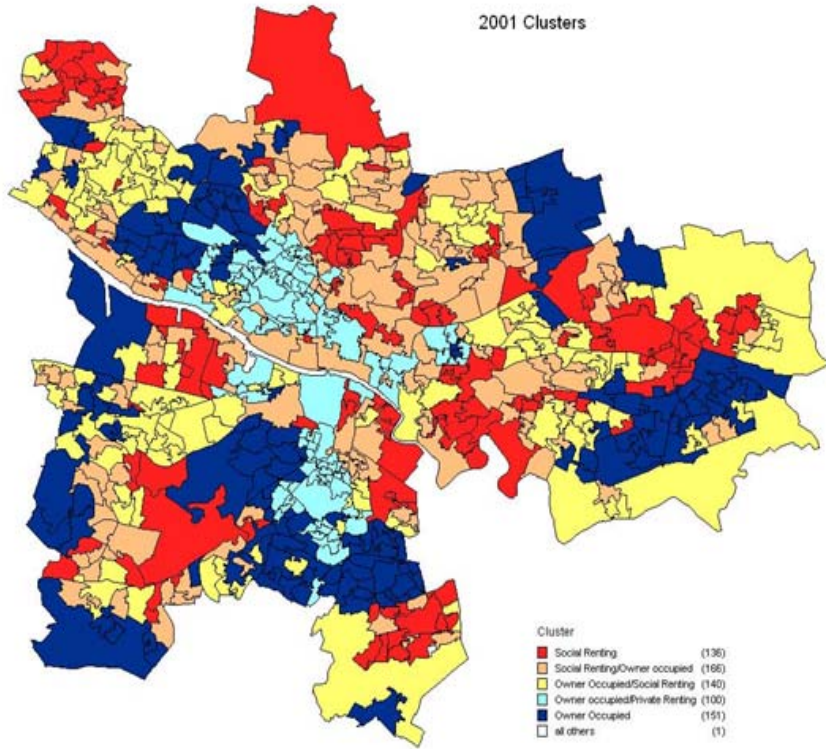 2001 Clusters
Cluster
Social Renting (136)
Social Renting/Owner occupied (166)
Owner Occupied/Social Renting (140)
Owner occupied/Private Renting (100)
Owner Occupied (151)
all others (1)